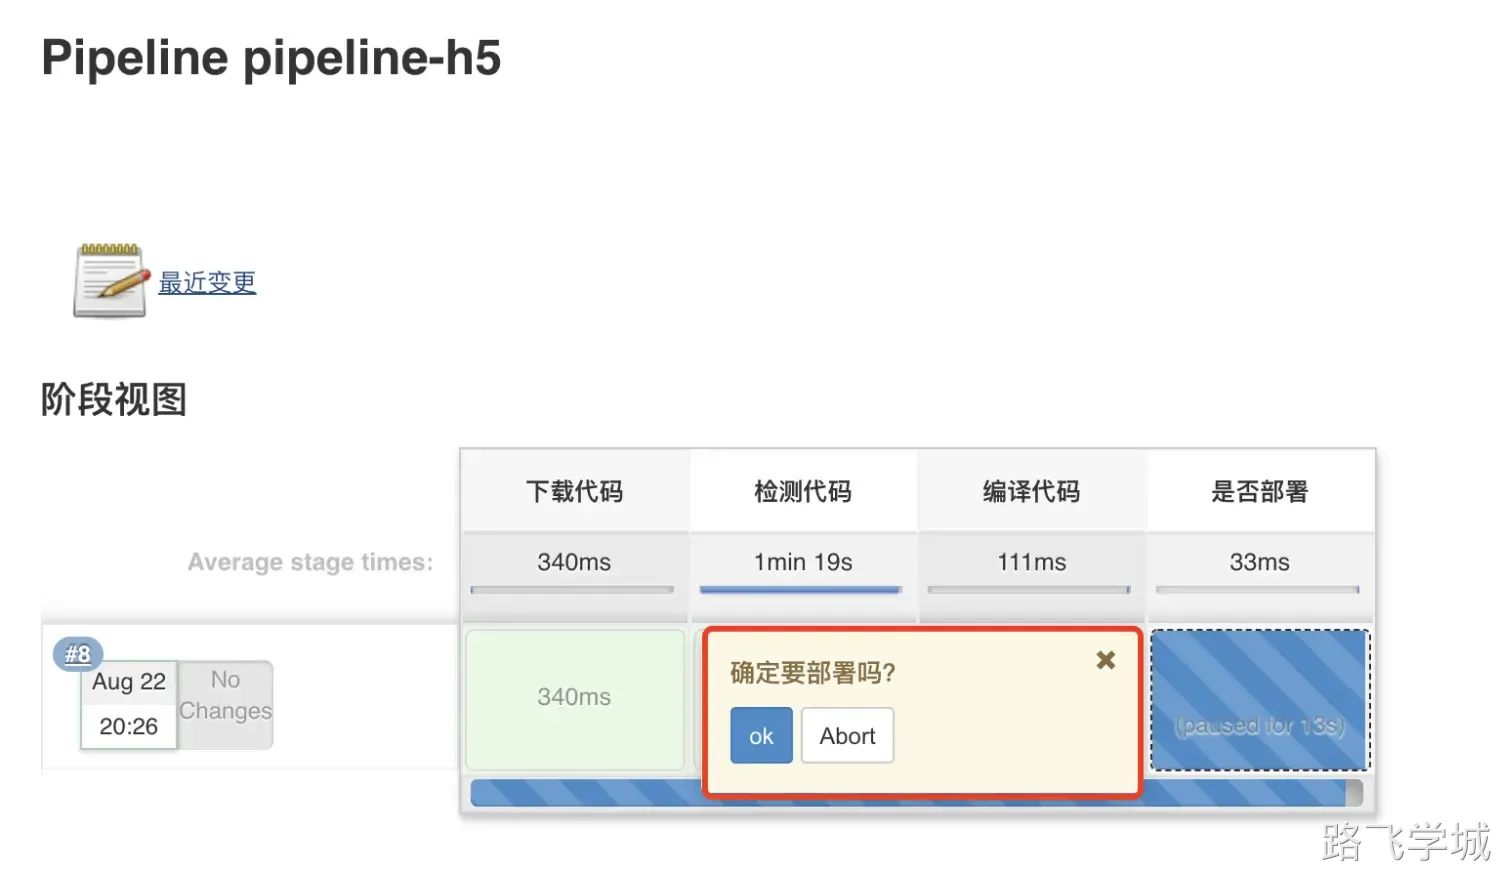 Pipeline pipeline-h5
最近变更
阶段视图
下载代码 检测代码 编译代码 是否部署
Average stage times: 340ms 1min 19s 111ms 33ms
#8
Aug 22
20:26
No
Changes
340ms
确定要部署吗?
ok Abort
(paused for 13s)
路飞学城